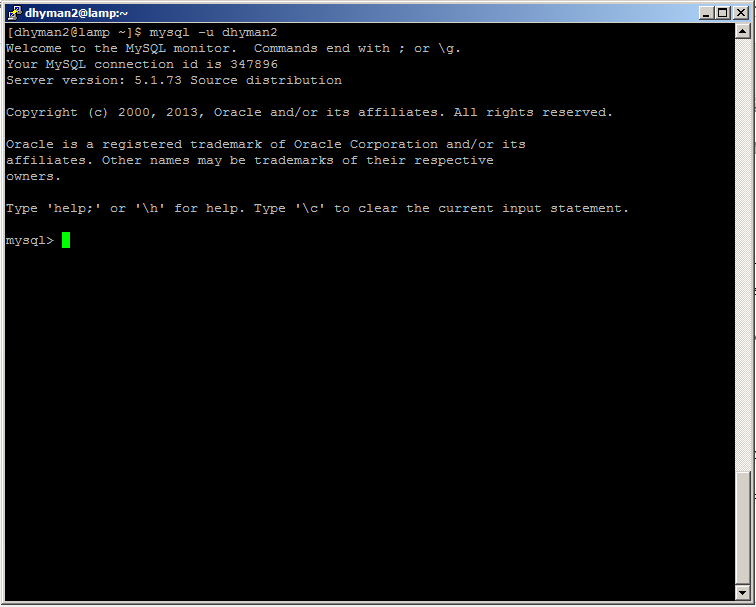 dhyman2@lamp:~
[dhyman2@lamp ~]$ mysql -u dhyman2
Welcome to the MySQL monitor.  Commands end with ; or \g.
Your MySQL connection id is 347896
Server version: 5.1.73 Source distribution
Copyright (c) 2000, 2013, Oracle and/or its affiliates. All rights reserved.
Oracle is a registered trademark of Oracle Corporation and/or its
affiliates. Other names may be trademarks of their respective
owners.
Type 'help;' or '\h' for help. Type '\c' to clear the current input statement.
mysql>